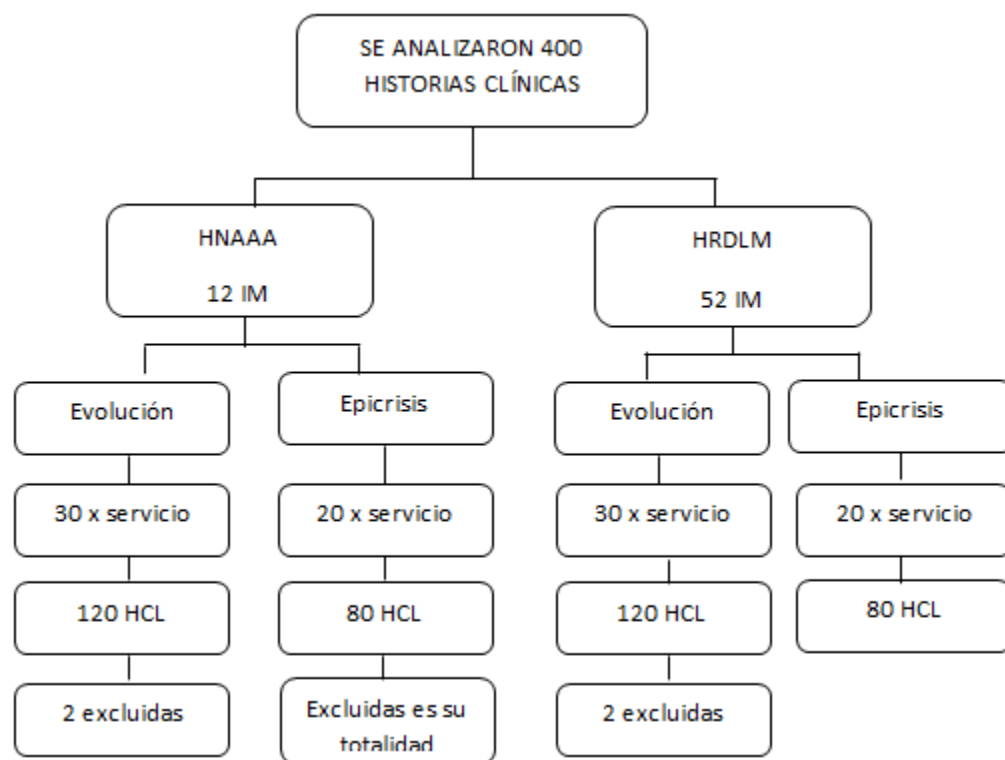 SE ANALIZARON 400
HISTORIAS CLÍNICAS
HNAAA
12 IM
HRDLM
52 IM
Evolución
Epicrisis
Evolución
Epicrisis
30 x servicio
20 x servicio
30 x servicio
20 x servicio
120 HCL
80 HCL
120 HCL
80 HCL
2 excluidas
Excluidas es su
totalidad
2 excluidas